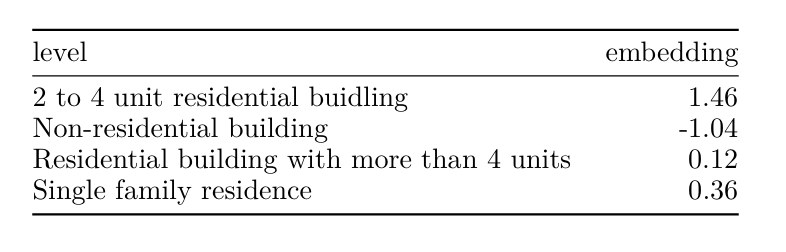 level embedding
2 to 4 unit residential buidling 1.46
Non-residential building -1.04
Residential building with more than 4 units 0.12
Single family residence 0.36